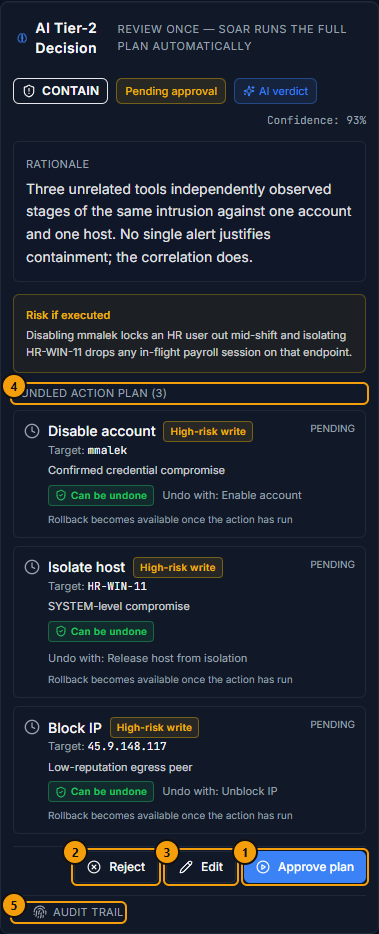 AI Tier-2
Decision
REVIEW ONCE — SOAR RUNS THE FULL
PLAN AUTOMATICALLY
CONTAIN
Pending approval
AI verdict
Confidence: 93%
RATIONALE
Three unrelated tools independently observed
stages of the same intrusion against one account
and one host. No single alert justifies
containment; the correlation does.
Risk if executed
Disabling mmalek locks an HR user out mid-shift and isolating
HR-WIN-11 drops any in-flight payroll session on that endpoint.
4
UNDLED ACTION PLAN (3)
Disable account High-risk write PENDING
Target: mmalek
Confirmed credential compromise
Can be undone Undo with: Enable account
Rollback becomes available once the action has run
Isolate host High-risk write PENDING
Target: HR-WIN-11
SYSTEM-level compromise
Can be undone
Undo with: Release host from isolation
Rollback becomes available once the action has run
Block IP High-risk write PENDING
Target: 45.9.148.117
Low-reputation egress peer
Can be undone Undo with: Unblock IP
Rollback becomes available once the action has run
2 Reject
3 Edit
1 Approve plan
5 AUDIT TRAIL